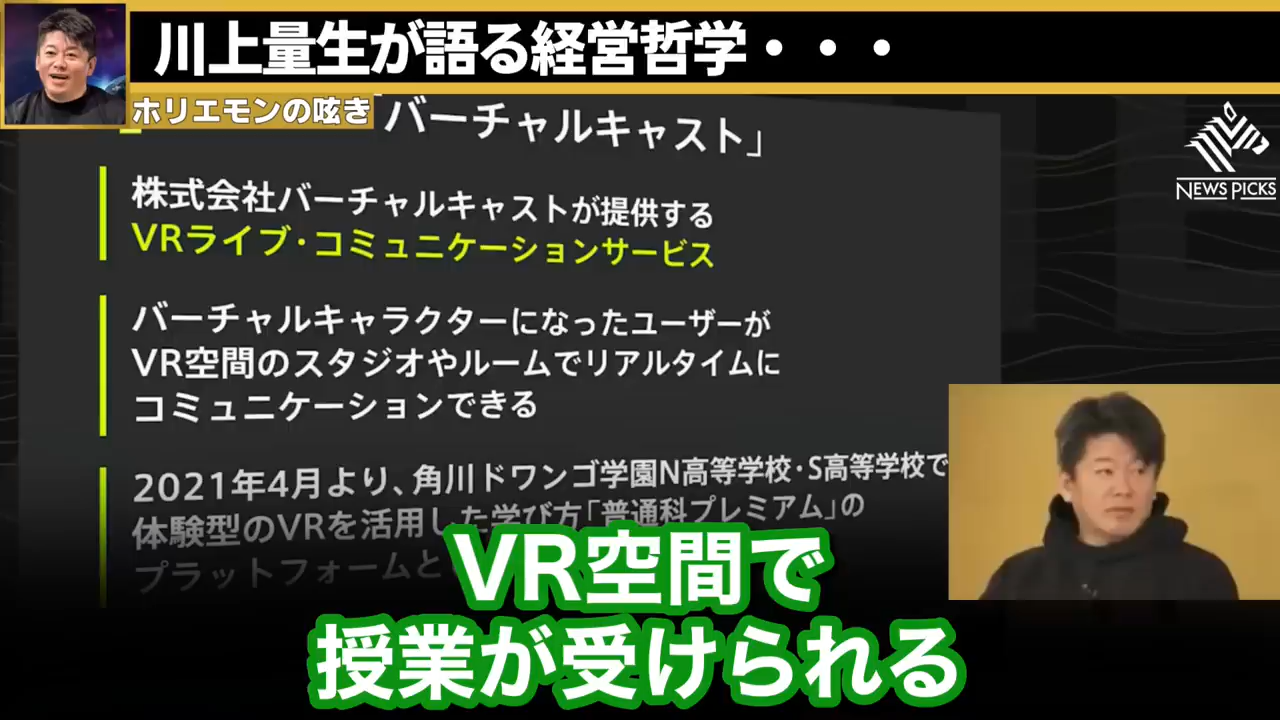 川上量生が語る経営哲学・・・
ホリエモンの呟き
「バーチャルキャスト」
NEWS PICKS
株式会社バーチャルキャストが提供する
VRライブ・コミュニケーションサービス
バーチャルキャラクターになったユーザーが
VR空間のスタジオやルームでリアルタイムに
コミュニケーションできる
2021年4月より、角川ドワンゴ学園N高等学校・S高等学校で
体験型のVRを活用した学び方「普通科プレミアム」の
プラットフォームと
VR空間で
授業が受けられる